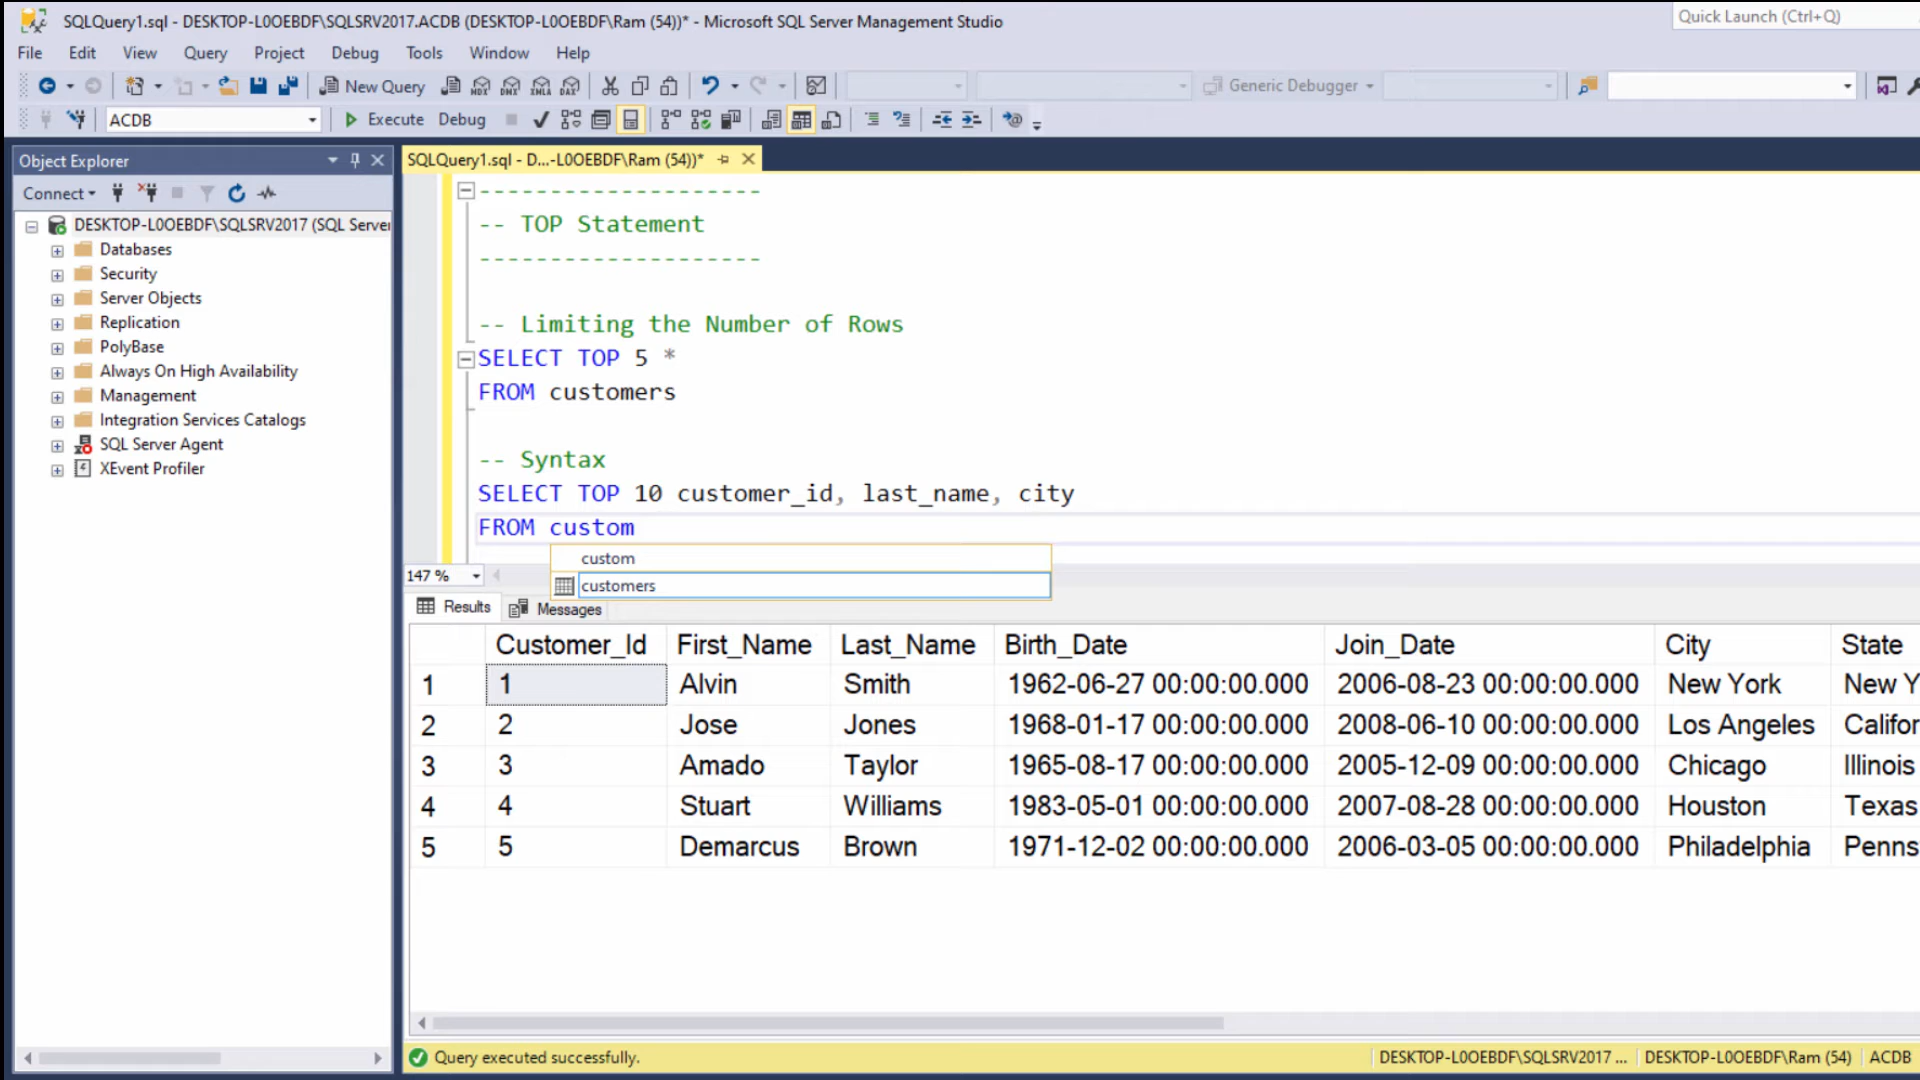 SQLQuery1.sql - DESKTOP-L0OEBDF\SQLSRV2017.ACDB (DESKTOP-L0OEBDF\Ram (54))* - Microsoft SQL Server Management Studio
Quick Launch (Ctrl+Q)
File Edit View Query Project Debug Tools Window Help
New Query
MDX DMX XMLA DAX
Generic Debugger
ACDB
Execute Debug
Object Explorer
SQLQuery1.sql - D...-L0OEBDF\Ram (54))*
Connect
DESKTOP-L0OEBDF\SQLSRV2017 (SQL Server
Databases
Security
Server Objects
Replication
PolyBase
Always On High Availability
Management
Integration Services Catalogs
SQL Server Agent
XEvent Profiler
--------------------
-- TOP Statement
--------------------
-- Limiting the Number of Rows
SELECT TOP 5 *
FROM customers
-- Syntax
SELECT TOP 10 customer_id, last_name, city
FROM custom
custom
customers
147 %
Results Messages
Customer_Id First_Name Last_Name Birth_Date Join_Date City State
1 1 Alvin Smith 1962-06-27 00:00:00.000 2006-08-23 00:00:00.000 New York New Y
2 2 Jose Jones 1968-01-17 00:00:00.000 2008-06-10 00:00:00.000 Los Angeles Califor
3 3 Amado Taylor 1965-08-17 00:00:00.000 2005-12-09 00:00:00.000 Chicago Illinois
4 4 Stuart Williams 1983-05-01 00:00:00.000 2007-08-28 00:00:00.000 Houston Texas
5 5 Demarcus Brown 1971-12-02 00:00:00.000 2006-03-05 00:00:00.000 Philadelphia Penns
Query executed successfully.
DESKTOP-L0OEBDF\SQLSRV2017 ... DESKTOP-L0OEBDF\Ram (54) ACDB